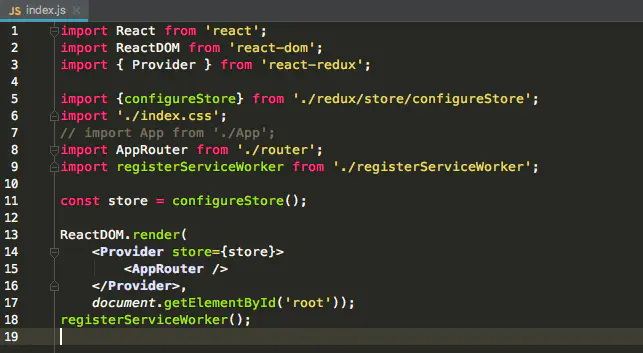 JS index.js ×
1 import React from 'react';
2 import ReactDOM from 'react-dom';
3 import { Provider } from 'react-redux';
4
5 import {configureStore} from './redux/store/configureStore';
6 import './index.css';
7 // import App from './App';
8 import AppRouter from './router';
9 import registerServiceWorker from './registerServiceWorker';
10
11 const store = configureStore();
12
13 ReactDOM.render(
14     <Provider store={store}>
15         <AppRouter />
16     </Provider>,
17     document.getElementById('root'));
18 registerServiceWorker();
19